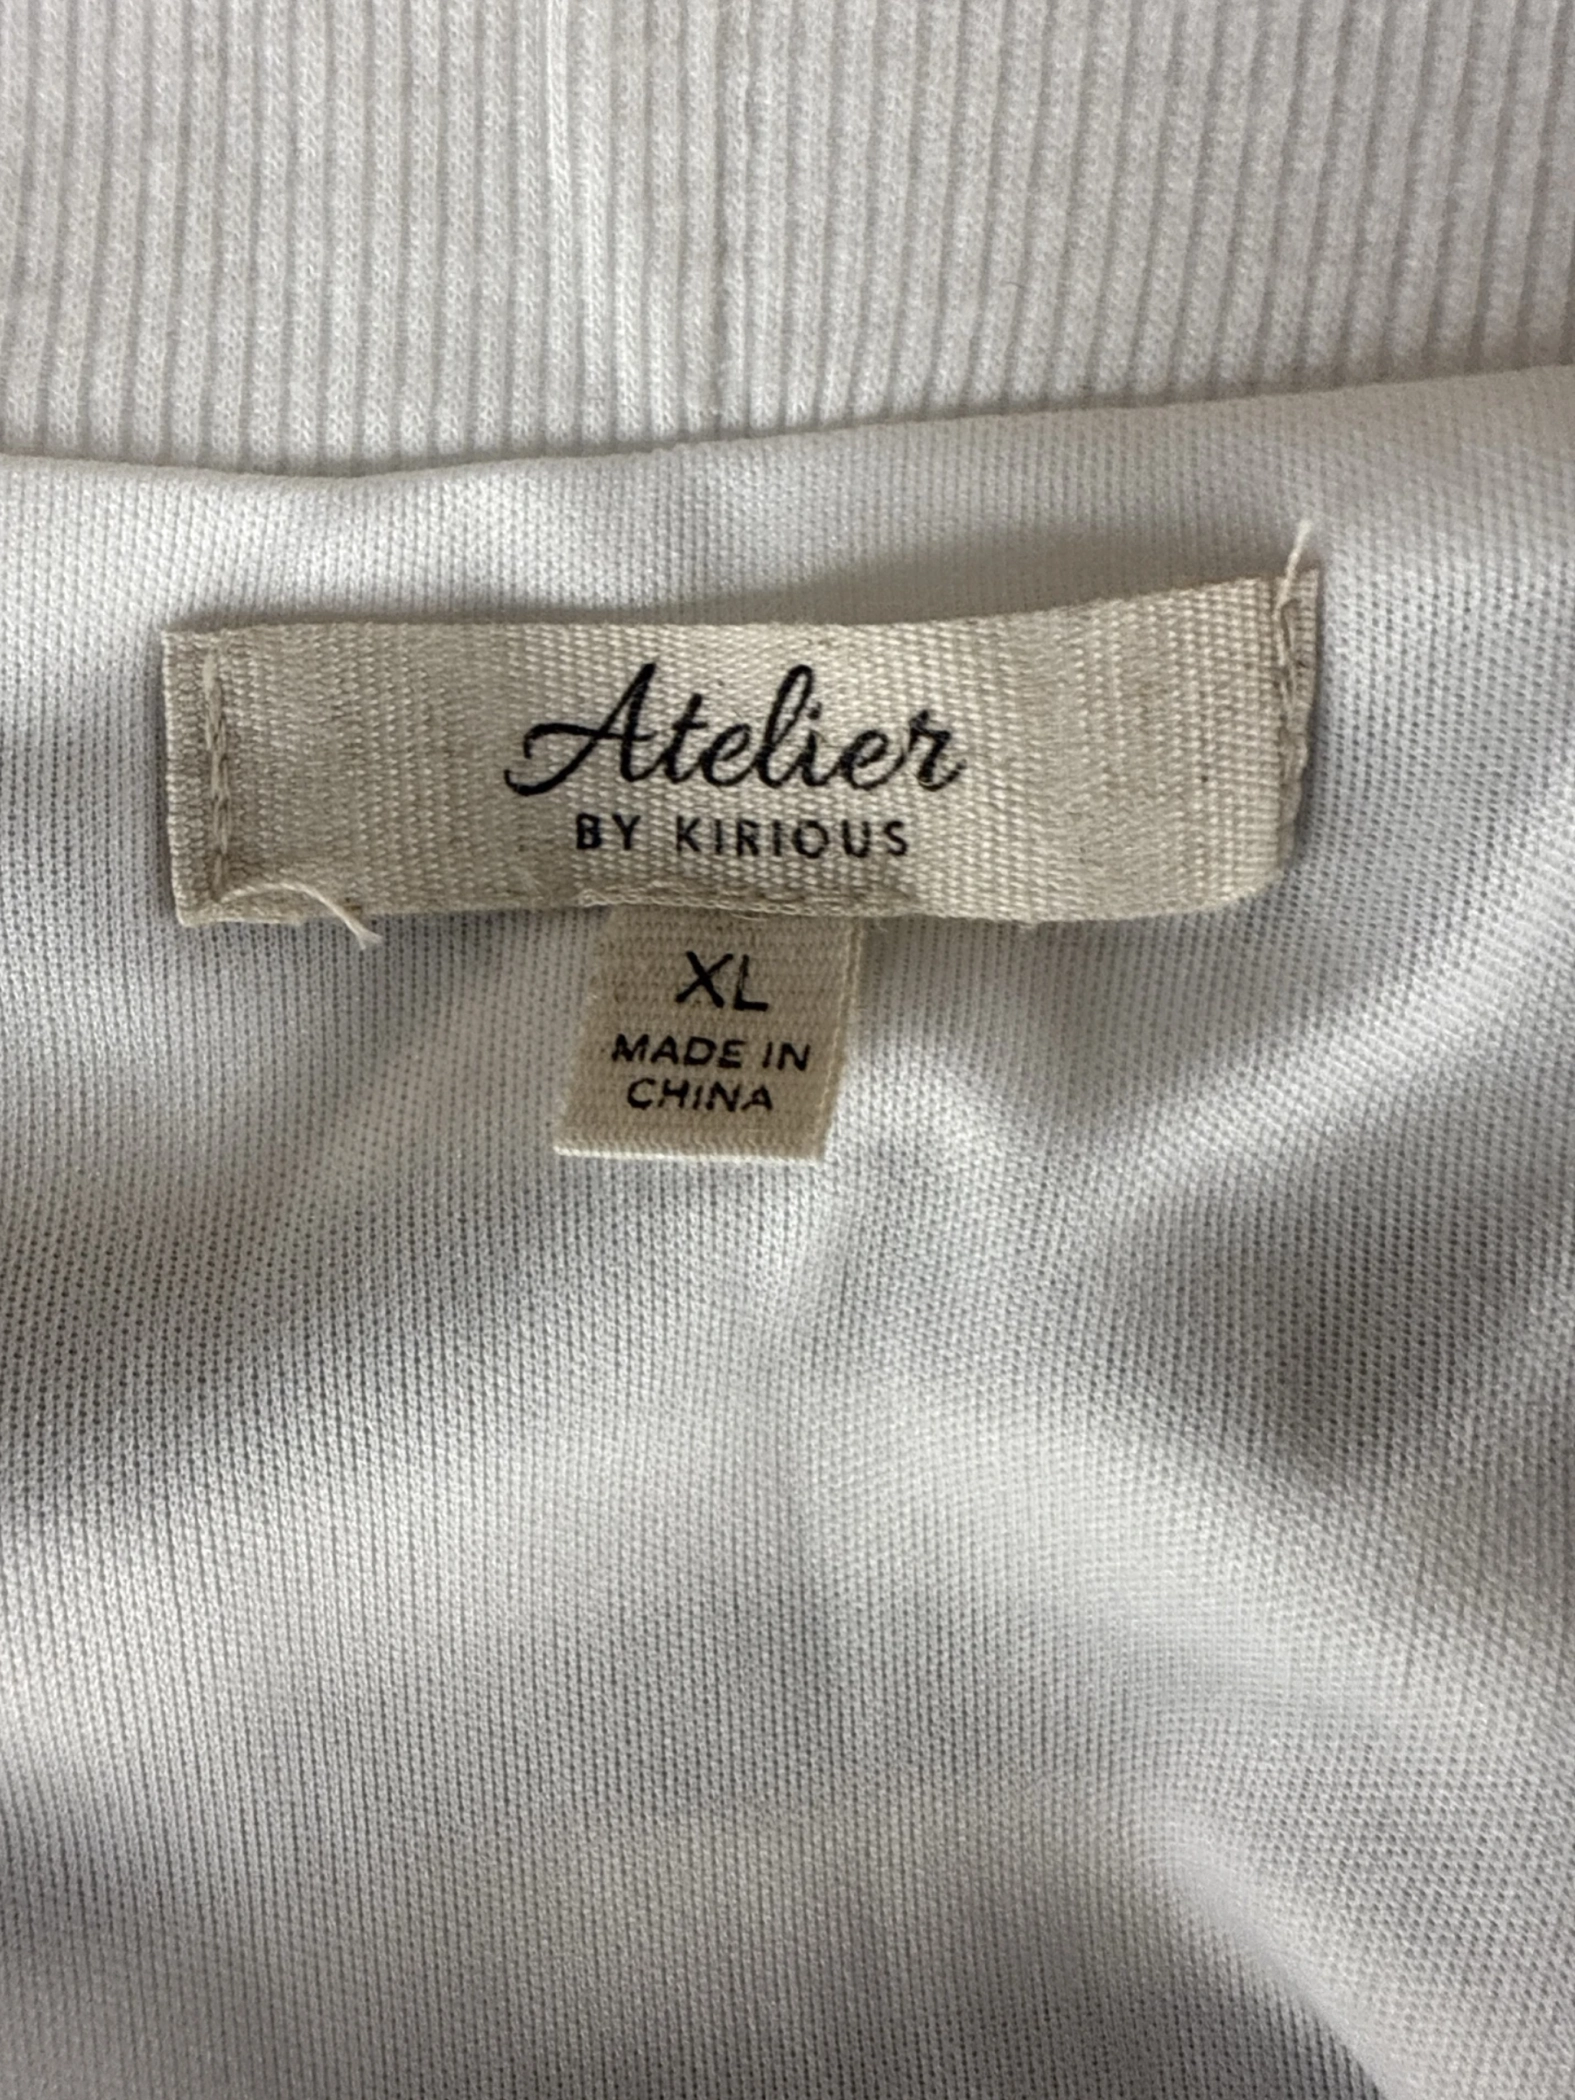 Atelier
BY KIRIOUS
XL
MADE IN
CHINA